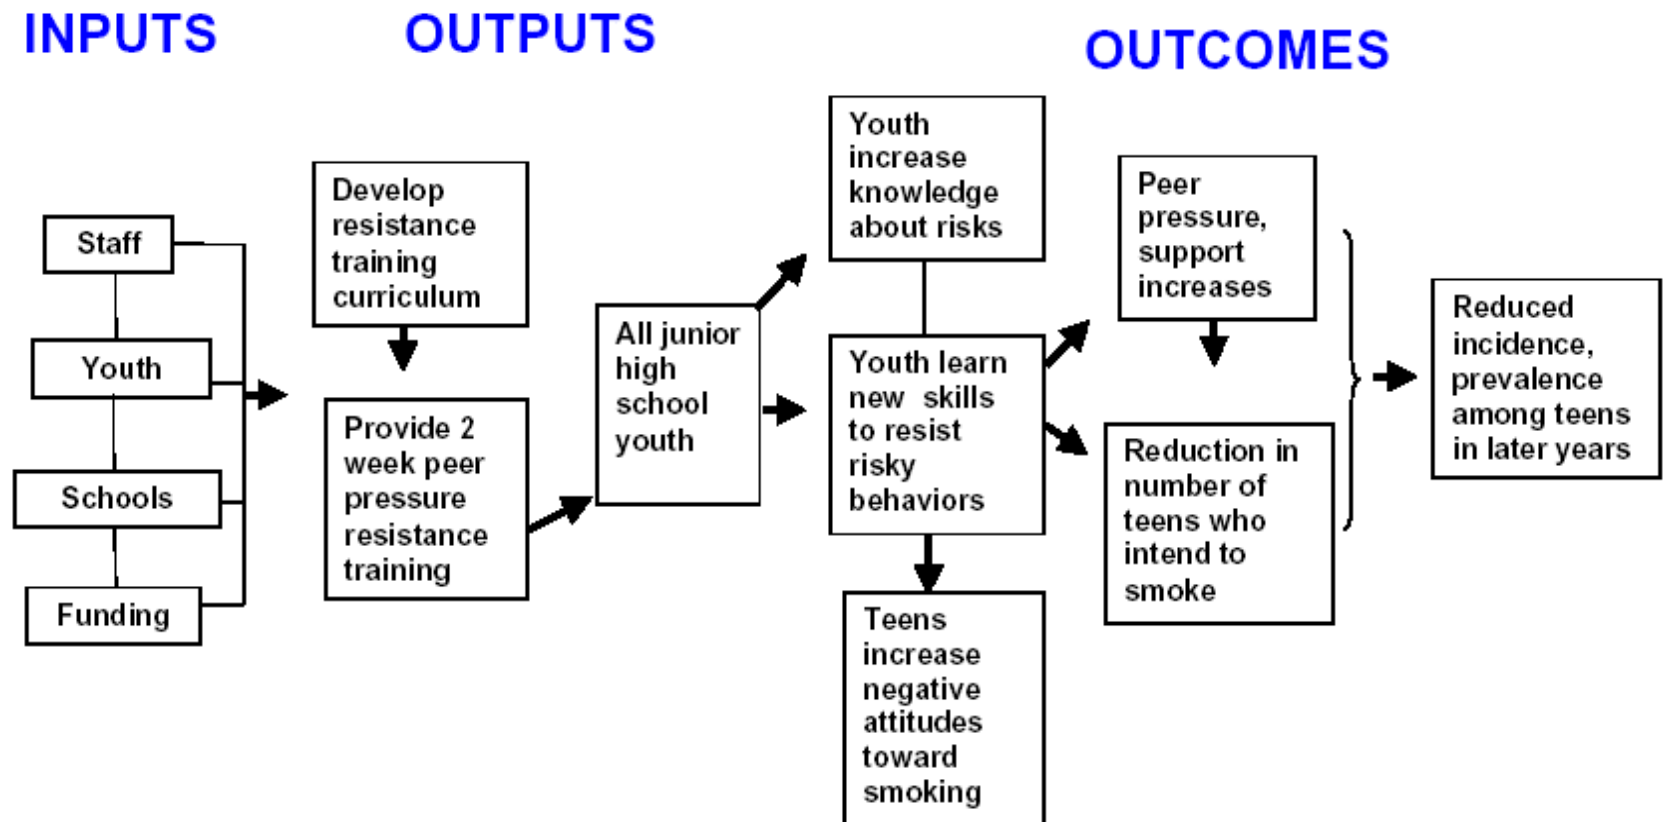 INPUTS
OUTPUTS
OUTCOMES
Staff
Youth
Schools
Funding
Develop
resistance
training
curriculum
Provide 2
week peer
pressure
resistance
training
All junior
high
school
youth
Youth
increase
knowledge
about risks
Youth learn
new skills
to resist
risky
behaviors
Teens
increase
negative
attitudes
toward
smoking
Peer
pressure,
support
increases
Reduction in
number of
teens who
intend to
smoke
Reduced
incidence,
prevalence
among teens
in later years